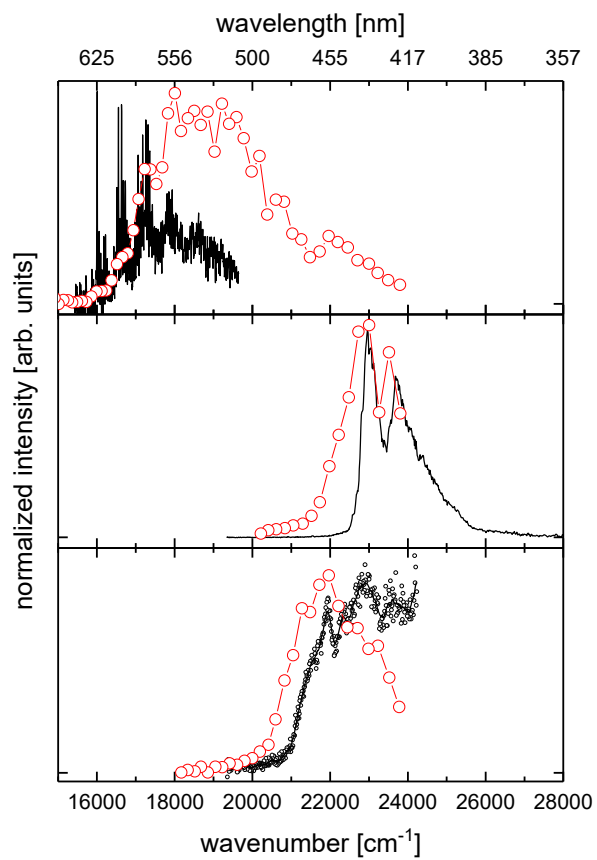 wavelength [nm]
625 556 500 455 417 385 357
normalized intensity [arb. units]
16000 18000 20000 22000 24000 26000 28000
wavenumber [cm⁻¹]